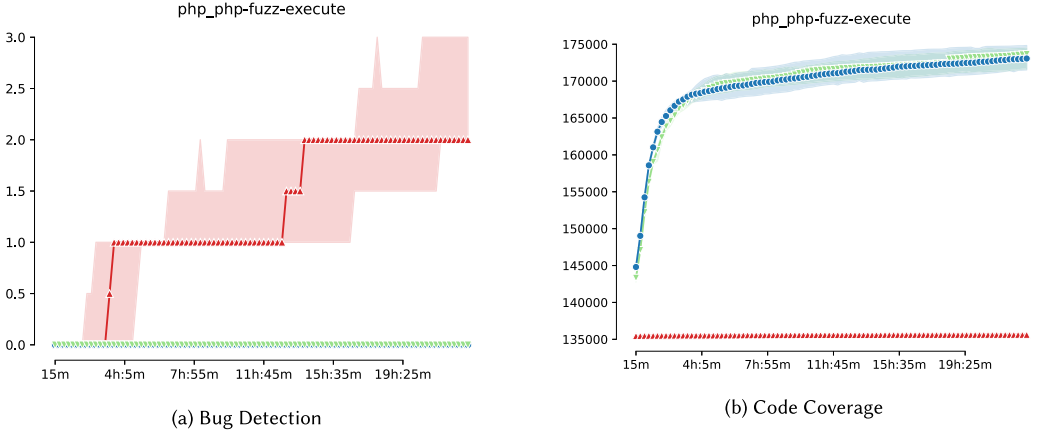 php_php-fuzz-execute
3.0
2.5
2.0
1.5
1.0
0.5
0.0
15m 4h:5m 7h:55m 11h:45m 15h:35m 19h:25m
(a) Bug Detection
php_php-fuzz-execute
175000
170000
165000
160000
155000
150000
145000
140000
135000
15m 4h:5m 7h:55m 11h:45m 15h:35m 19h:25m
(b) Code Coverage